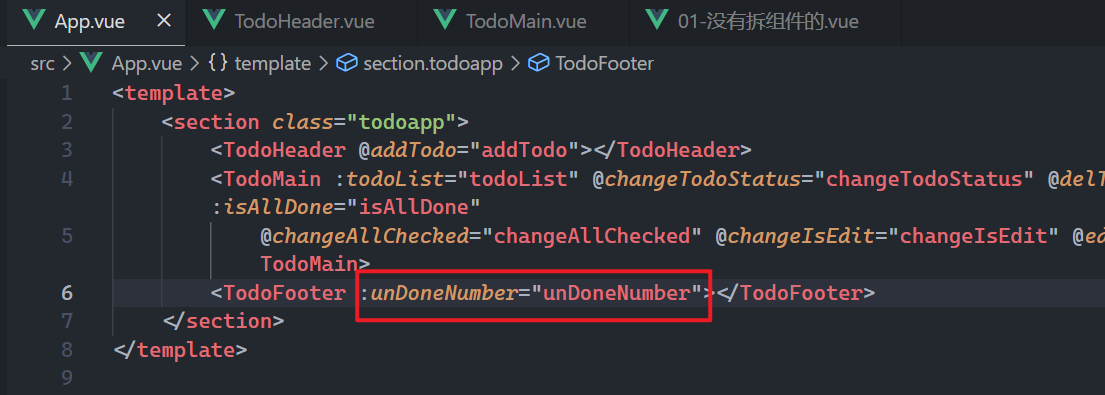 App.vue TodoHeader.vue TodoMain.vue 01-没有拆组件的.vue
src > App.vue > {} template > section.todoapp > TodoFooter
1 <template>
2 <section class="todoapp">
3 <TodoHeader @addTodo="addTodo"></TodoHeader>
4 <TodoMain :todoList="todoList" @changeTodoStatus="changeTodoStatus" @delT
:isAllDone="isAllDone"
5 @changeAllChecked="changeAllChecked" @changeIsEdit="changeIsEdit" @ed
TodoMain>
6 <TodoFooter :unDoneNumber="unDoneNumber"></TodoFooter>
7 </section>
8 </template>
9